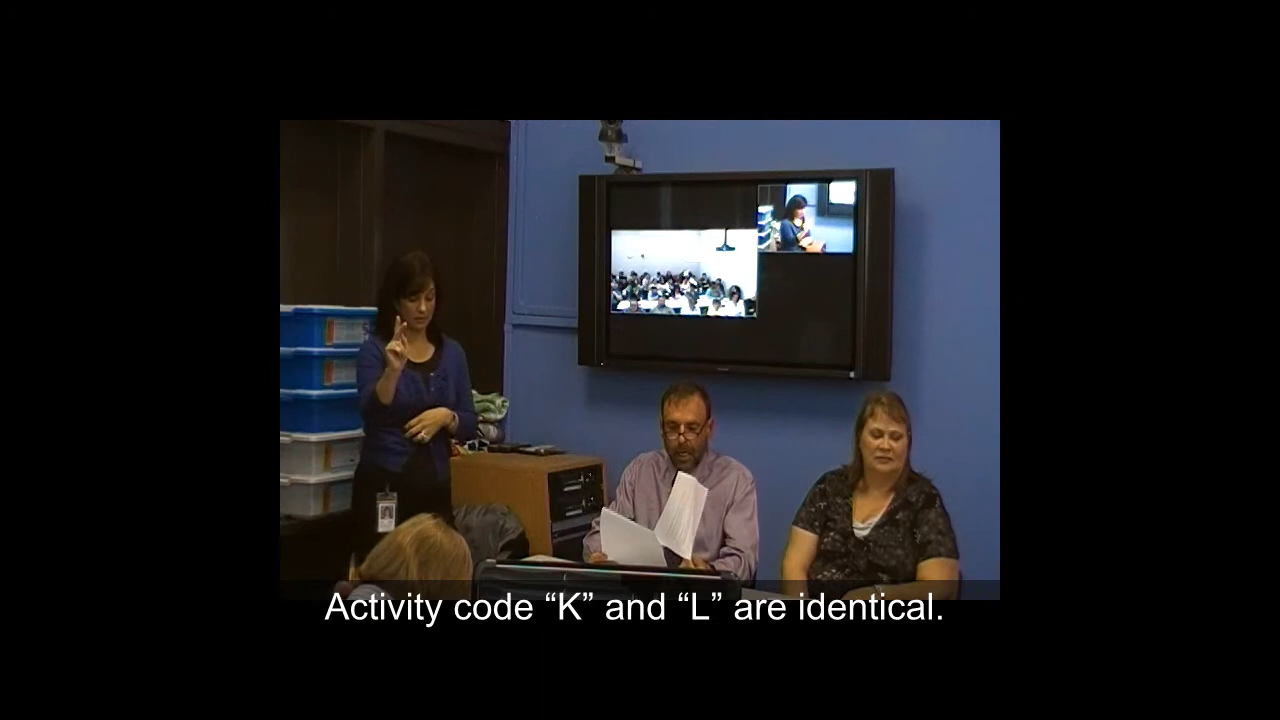 Activity code “K” and “L” are identical.